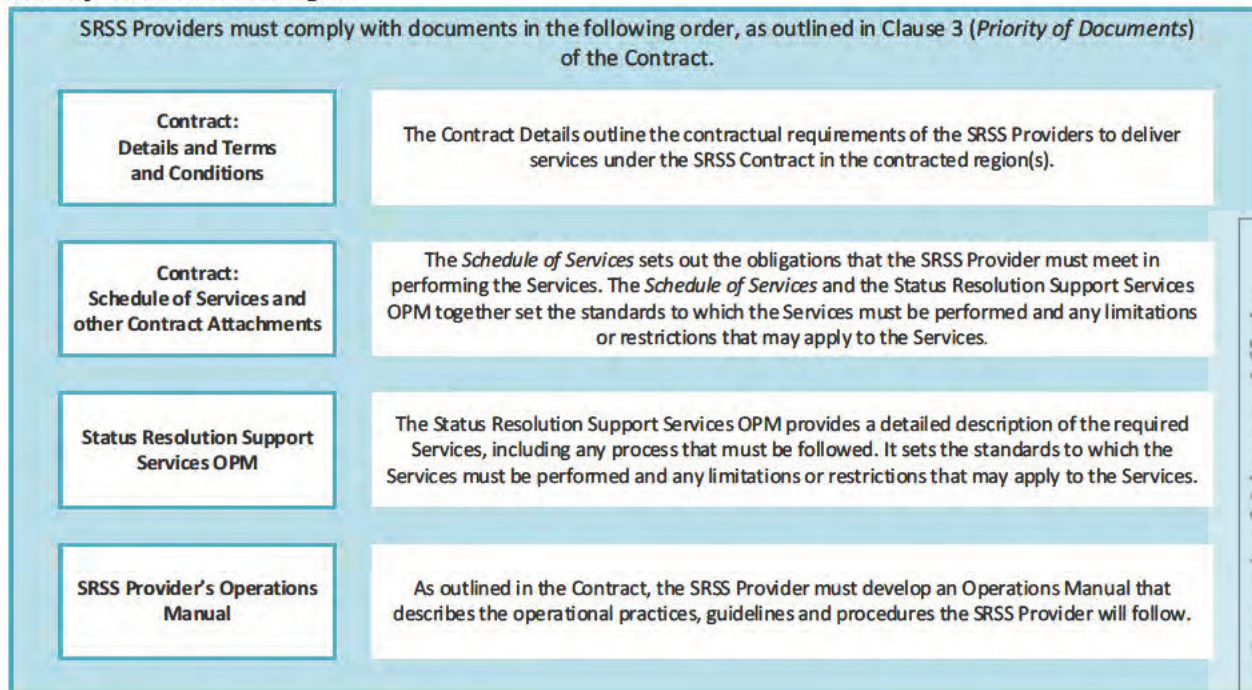 SRSS Providers must comply with documents in the following order, as outlined in Clause 3 (Priority of Documents)
of the Contract.
Contract:
Details and Terms
and Conditions
The Contract Details outline the contractual requirements of the SRSS Providers to deliver
services under the SRSS Contract in the contracted region(s).
Contract:
Schedule of Services and
other Contract Attachments
The Schedule of Services sets out the obligations that the SRSS Provider must meet in
performing the Services. The Schedule of Services and the Status Resolution Support Services
OPM together set the standards to which the Services must be performed and any limitations
or restrictions that may apply to the Services.
Status Resolution Support
Services OPM
The Status Resolution Support Services OPM provides a detailed description of the required
Services, including any process that must be followed. It sets the standards to which the
Services must be performed and any limitations or restrictions that may apply to the Services.
SRSS Provider's Operations
Manual
As outlined in the Contract, the SRSS Provider must develop an Operations Manual that
describes the operational practices, guidelines and procedures the SRSS Provider will follow.